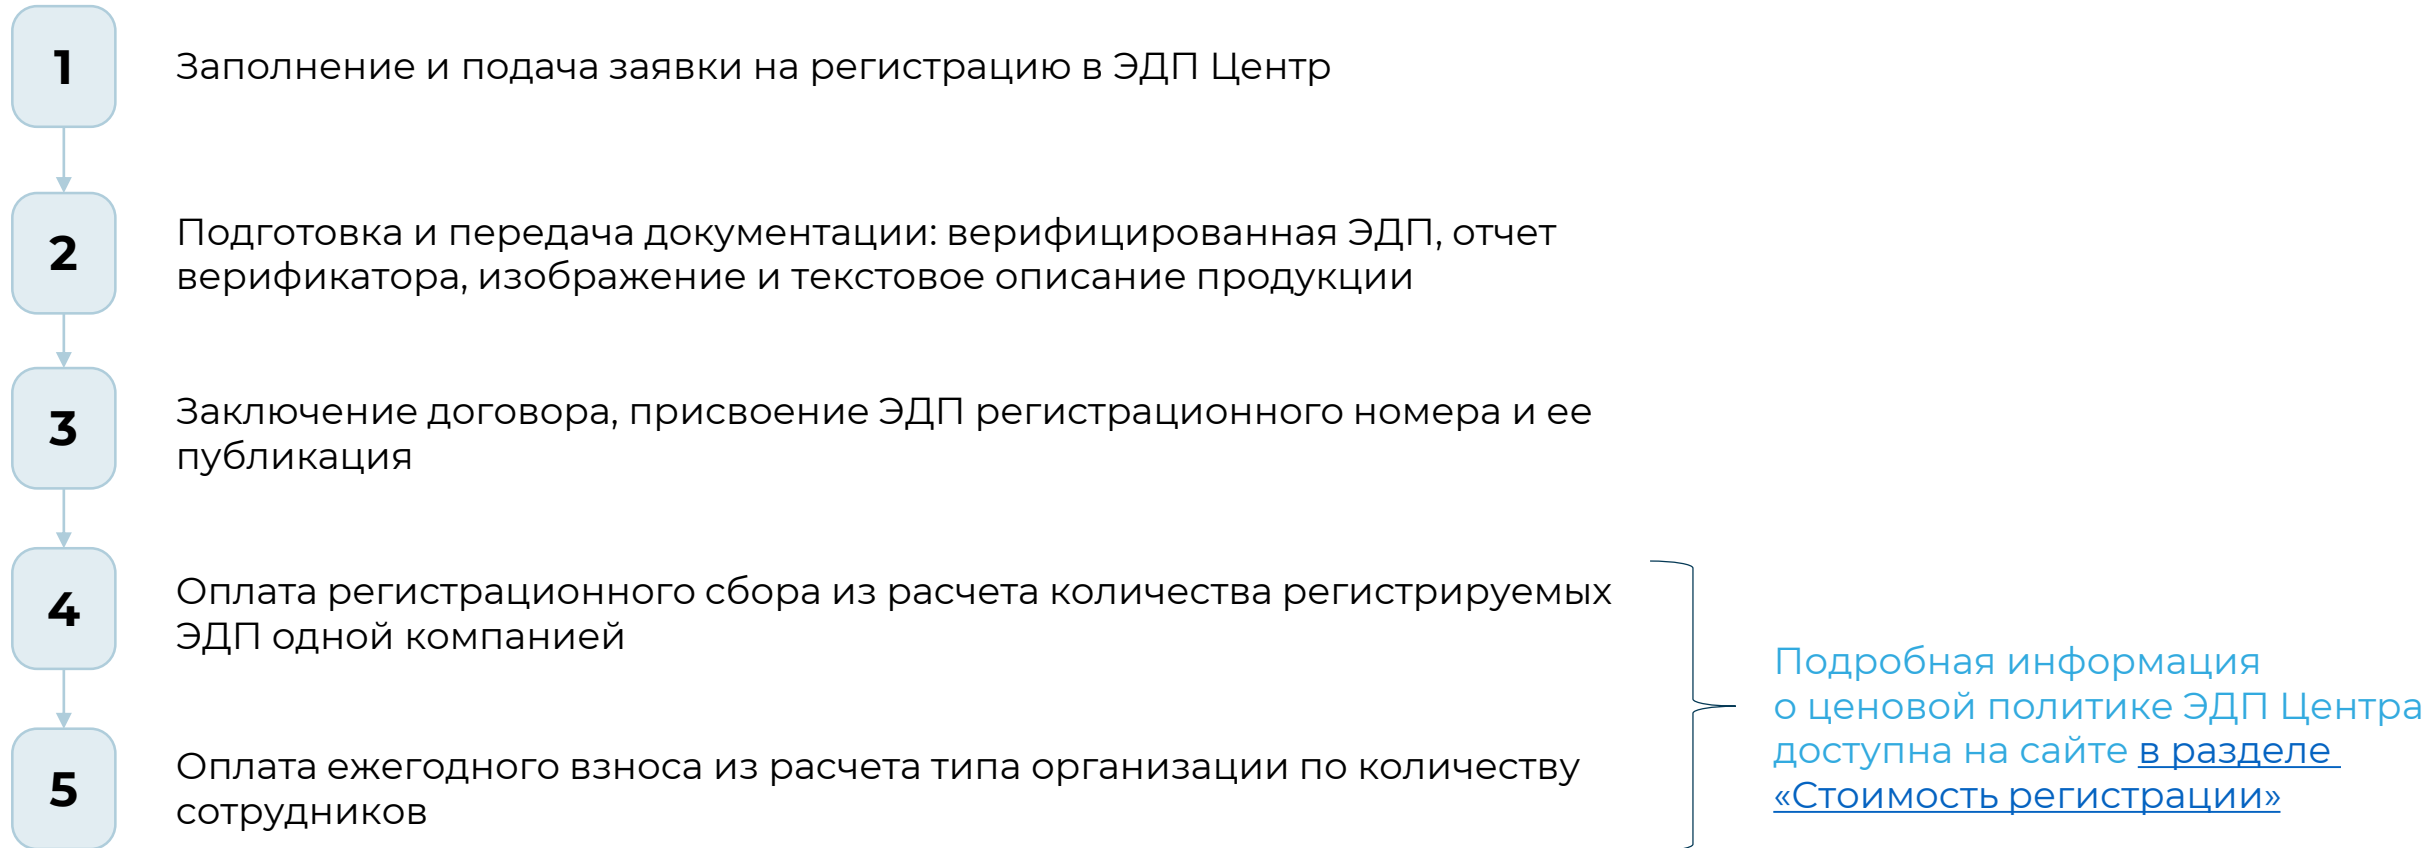 1
Заполнение и подача заявки на регистрацию в ЭДП Центр
2
Подготовка и передача документации: верифицированная ЭДП, отчет
верификатора, изображение и текстовое описание продукции
3
Заключение договора, присвоение ЭДП регистрационного номера и ее
публикация
4
Оплата регистрационного сбора из расчета количества регистрируемых
ЭДП одной компанией
5
Оплата ежегодного взноса из расчета типа организации по количеству
сотрудников
Подробная информация
о ценовой политике ЭДП Центра
доступна на сайте в разделе
«Стоимость регистрации»